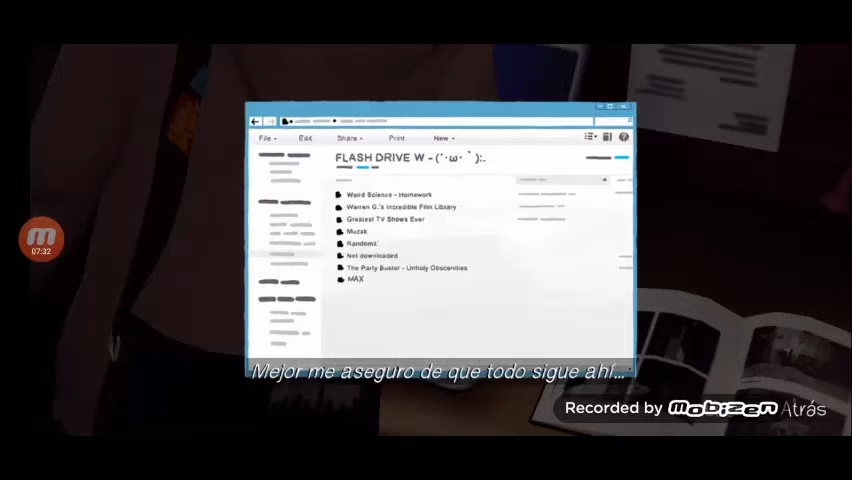 File
Edit
Share
Print
New
FLASH DRIVE W -(´･ω･`):.
Waird Science - Homework
Warren G.'s Incredible Film Library
Greatest TV Shows Ever
Muzak
Random!!
Not downloaded
The Party Buster - Unholy Obscenities
MAX
07:32
Mejor me aseguro de que todo sigue ahí...
Recorded by mobizen Atrás